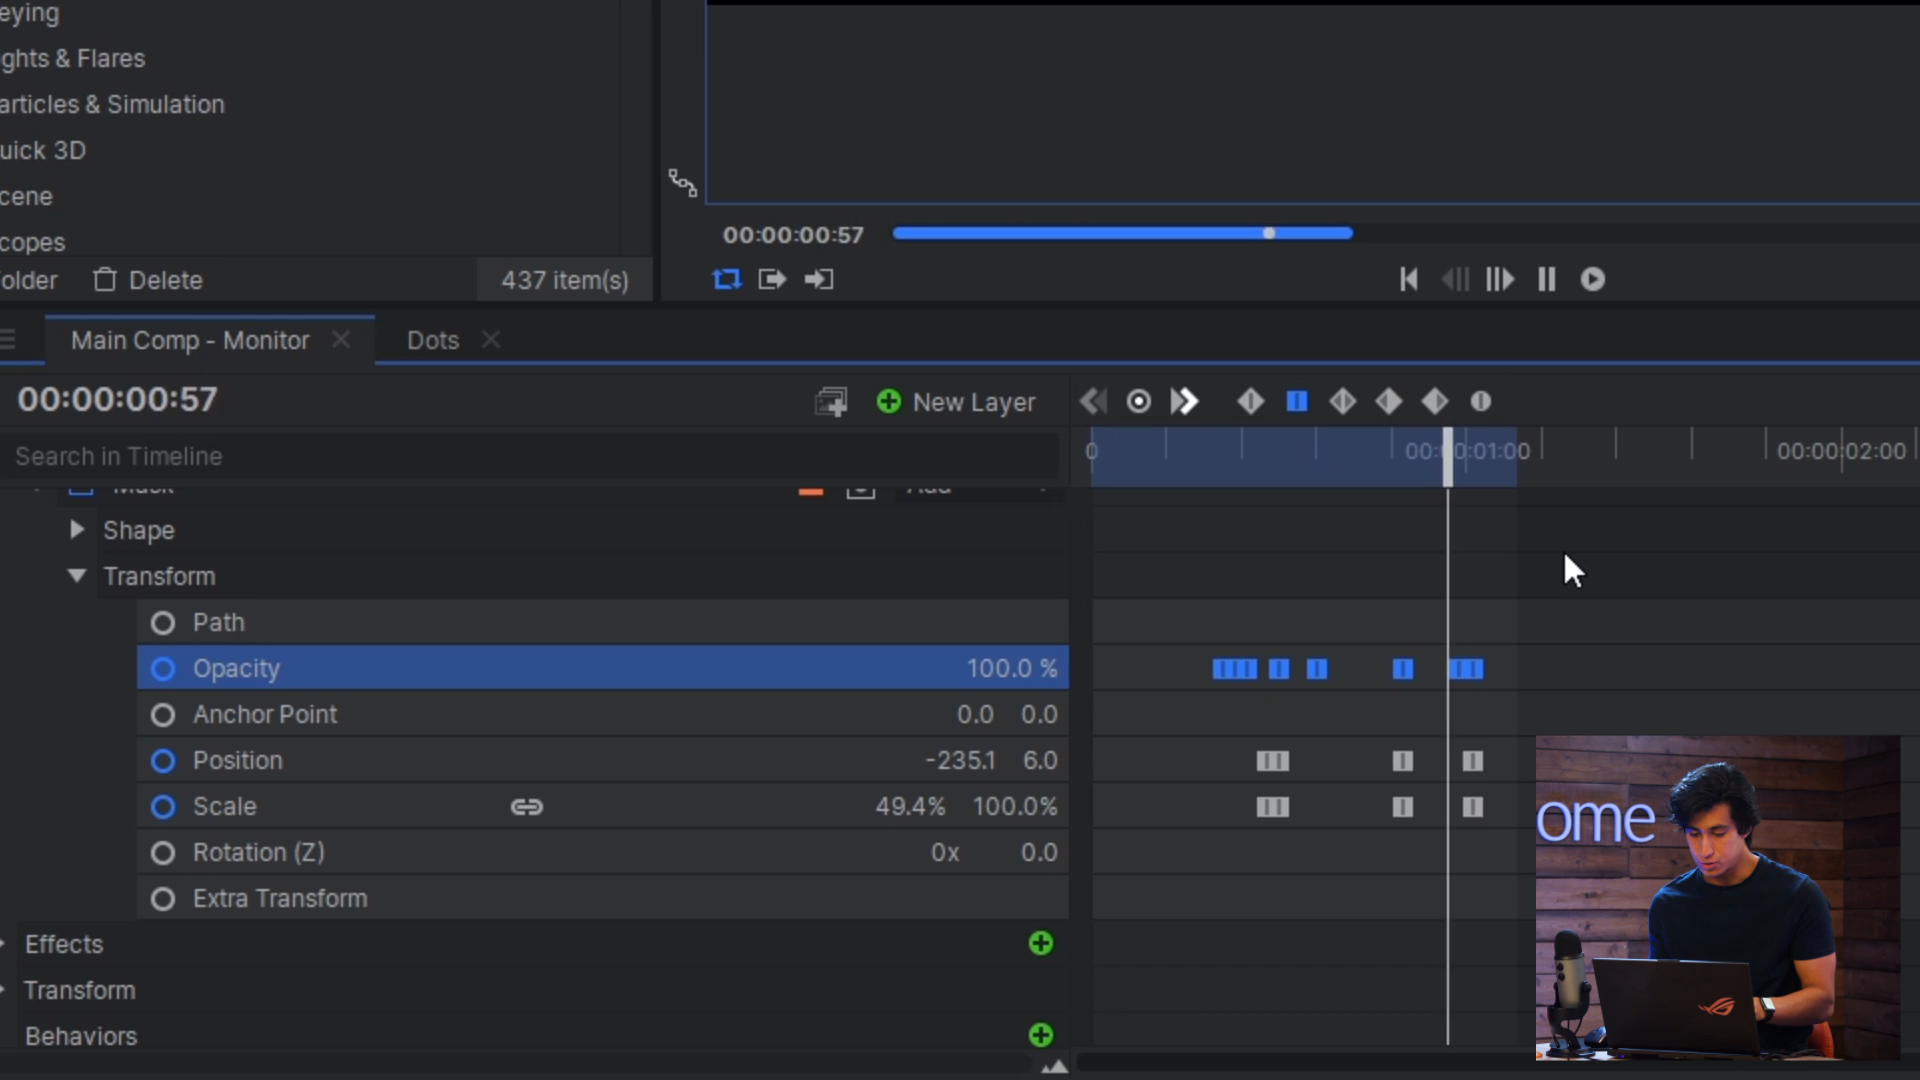 eying
ghts & Flares
articles & Simulation
uick 3D
cene
copes
older
Delete
437 item(s)
00:00:00:57
Main Comp - Monitor
Dots
00:00:00:57
New Layer
0
00:00:01:00
00:00:02:00
Search in Timeline
Mask
Add
Shape
Transform
Path
Opacity 100.0 %
Anchor Point 0.0 0.0
Position -235.1 6.0
Scale 49.4% 100.0%
Rotation (Z) 0x 0.0
Extra Transform
Effects
Transform
Behaviors
ome